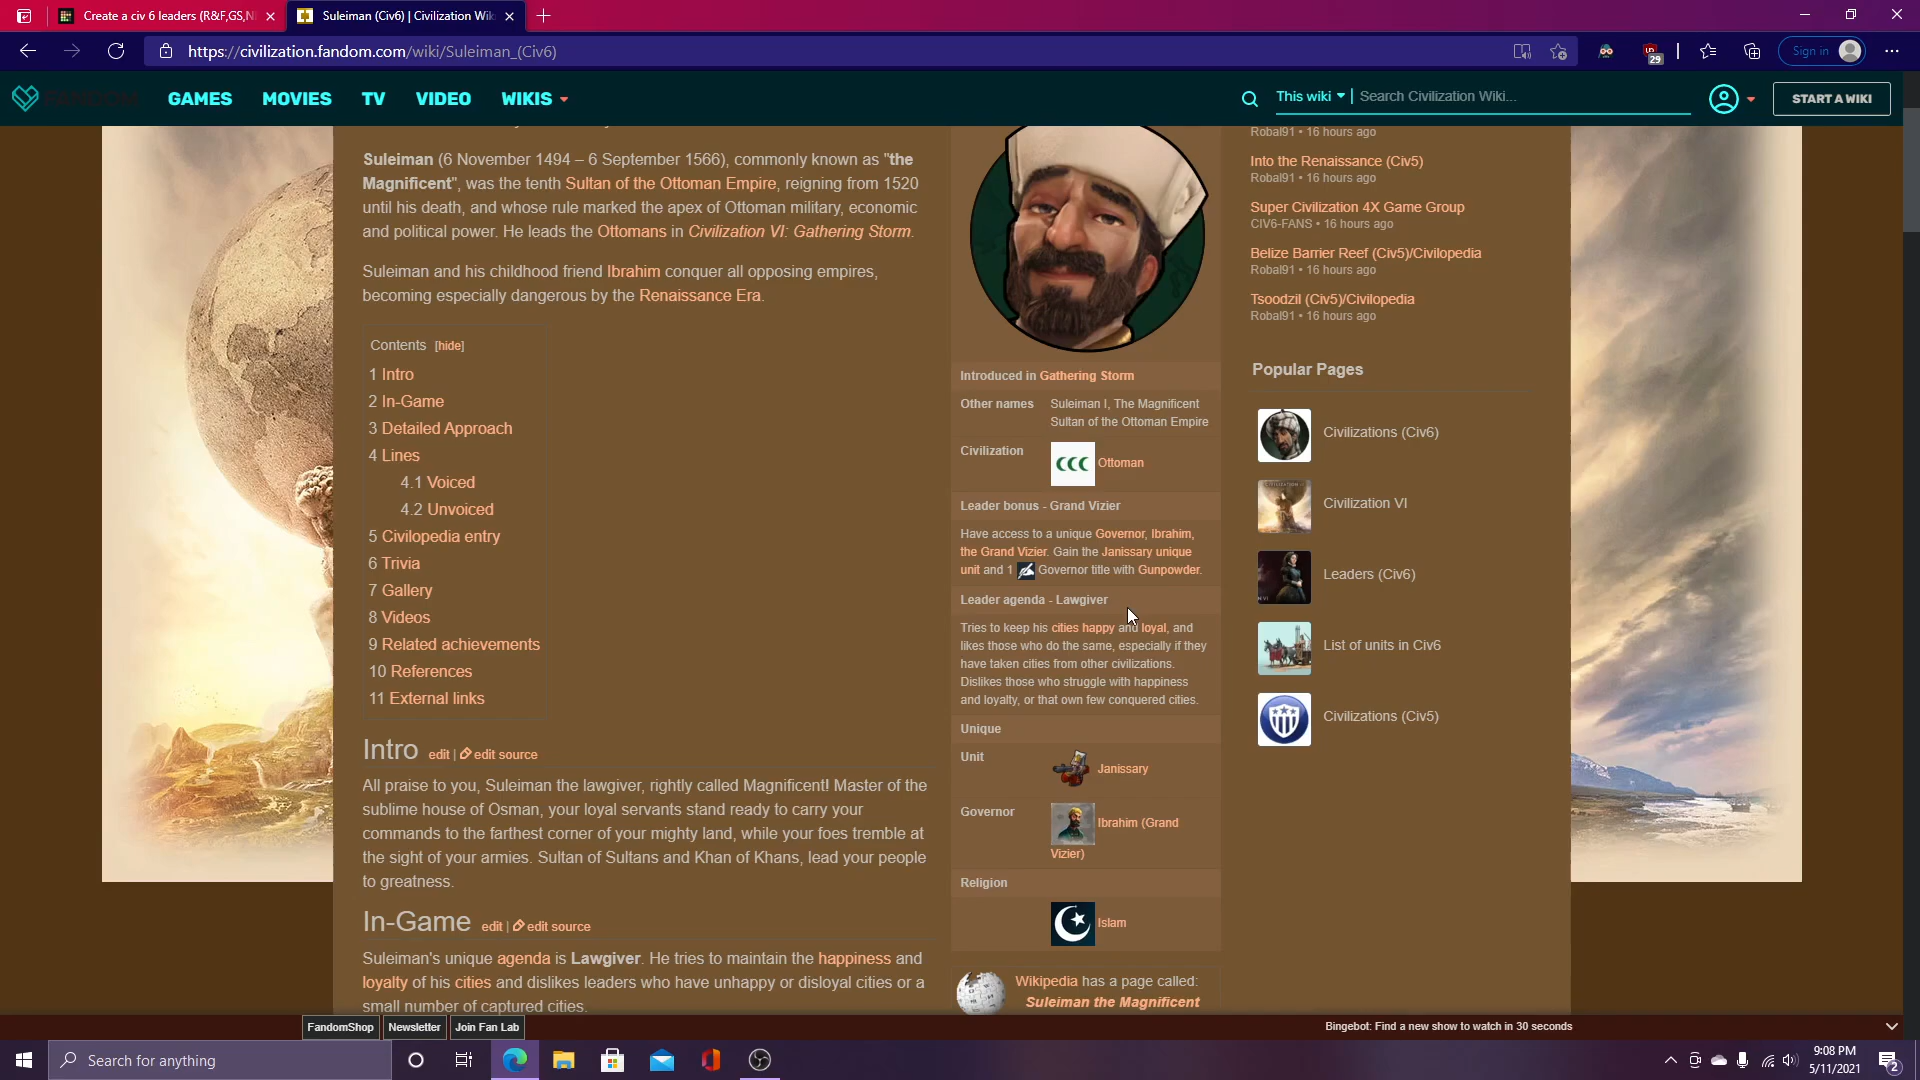 Create a civ 6 leaders (R&F,GS,N
Suleiman (Civ6) | Civilization Wik
https://civilization.fandom.com/wiki/Suleiman_(Civ6)
29
Sign in
FANDOM
GAMES
MOVIES
TV
VIDEO
WIKIS
This wiki
Search Civilization Wiki...
START A WIKI
Suleiman (6 November 1494 – 6 September 1566), commonly known as "the
Magnificent", was the tenth Sultan of the Ottoman Empire, reigning from 1520
until his death, and whose rule marked the apex of Ottoman military, economic
and political power. He leads the Ottomans in Civilization VI: Gathering Storm.
Suleiman and his childhood friend Ibrahim conquer all opposing empires,
becoming especially dangerous by the Renaissance Era.
Contents [hide]
1 Intro
2 In-Game
3 Detailed Approach
4 Lines
4.1 Voiced
4.2 Unvoiced
5 Civilopedia entry
6 Trivia
7 Gallery
8 Videos
9 Related achievements
10 References
11 External links
Intro edit | edit source
All praise to you, Suleiman the lawgiver, rightly called Magnificent! Master of the
sublime house of Osman, your loyal servants stand ready to carry your
commands to the farthest corner of your mighty land, while your foes tremble at
the sight of your armies. Sultan of Sultans and Khan of Khans, lead your people
to greatness.
In-Game edit | edit source
Suleiman's unique agenda is Lawgiver. He tries to maintain the happiness and
loyalty of his cities and dislikes leaders who have unhappy or disloyal cities or a
small number of captured cities.
Introduced in Gathering Storm
Other names Suleiman I, The Magnificent
Sultan of the Ottoman Empire
Civilization Ottoman
Leader bonus - Grand Vizier
Have access to a unique Governor, Ibrahim,
the Grand Vizier. Gain the Janissary unique
unit and 1 Governor title with Gunpowder.
Leader agenda - Lawgiver
Tries to keep his cities happy and loyal, and
likes those who do the same, especially if they
have taken cities from other civilizations.
Dislikes those who struggle with happiness
and loyalty, or that own few conquered cities.
Unique
Unit Janissary
Governor Ibrahim (Grand
Vizier)
Religion
Islam
Wikipedia has a page called:
Suleiman the Magnificent
Robal91 • 16 hours ago
Into the Renaissance (Civ5)
Robal91 • 16 hours ago
Super Civilization 4X Game Group
CIV6-FANS • 16 hours ago
Belize Barrier Reef (Civ5)/Civilopedia
Robal91 • 16 hours ago
Tsoodzil (Civ5)/Civilopedia
Robal91 • 16 hours ago
Popular Pages
Civilizations (Civ6)
Civilization VI
Leaders (Civ6)
List of units in Civ6
Civilizations (Civ5)
FandomShop
Newsletter
Join Fan Lab
Bingebot: Find a new show to watch in 30 seconds
Search for anything
9:08 PM
5/11/2021
2